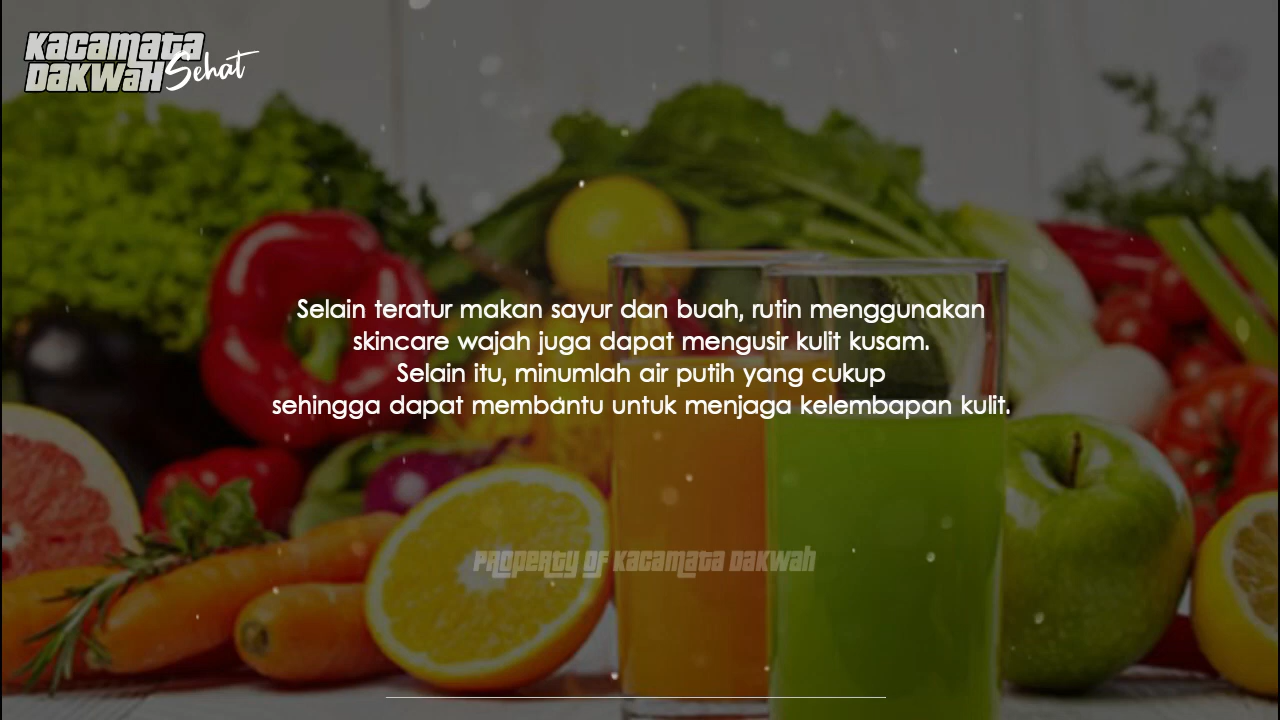 Kacamata
Dakwah Sehat
Selain teratur makan sayur dan buah, rutin menggunakan
skincare wajah juga dapat mengusir kulit kusam.
Selain itu, minumlah air putih yang cukup
sehingga dapat membantu untuk menjaga kelembapan kulit.
Property of Kacamata Dakwah